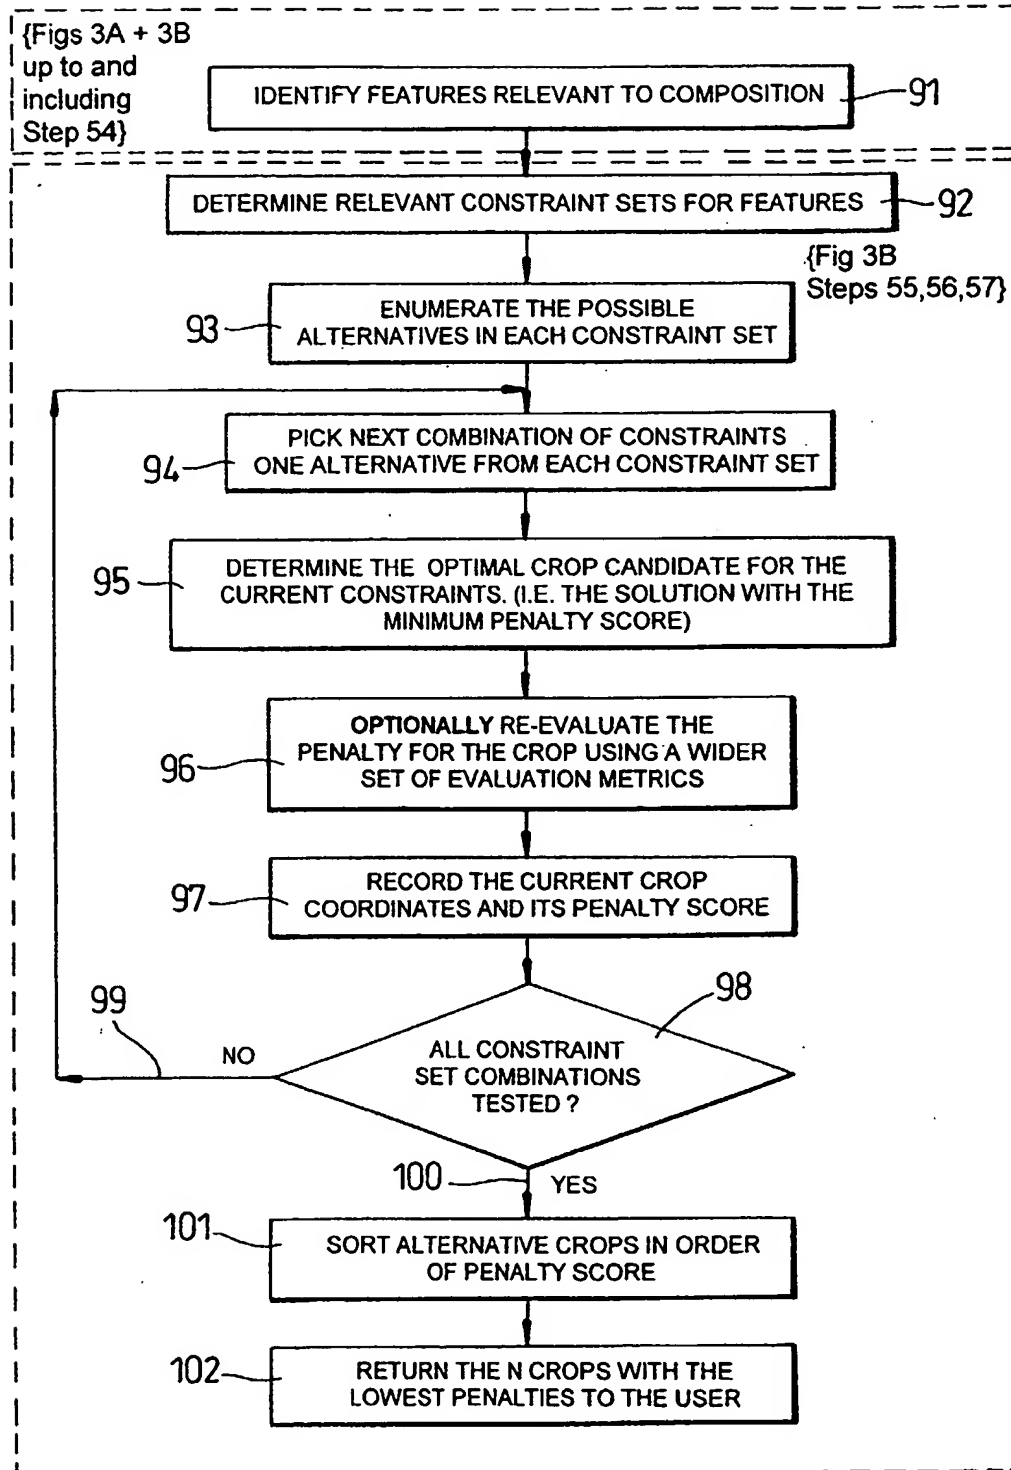 {Figs 3A + 3B
up to and
including
Step 54}
IDENTIFY FEATURES RELEVANT TO COMPOSITION
91
DETERMINE RELEVANT CONSTRAINT SETS FOR FEATURES
92
{Fig 3B
Steps 55,56,57}
ENUMERATE THE POSSIBLE
ALTERNATIVES IN EACH CONSTRAINT SET
93
PICK NEXT COMBINATION OF CONSTRAINTS
ONE ALTERNATIVE FROM EACH CONSTRAINT SET
94
DETERMINE THE OPTIMAL CROP CANDIDATE FOR THE
CURRENT CONSTRAINTS. (I.E. THE SOLUTION WITH THE
MINIMUM PENALTY SCORE)
95
OPTIONALLY RE-EVALUATE THE
PENALTY FOR THE CROP USING A WIDER
SET OF EVALUATION METRICS
96
RECORD THE CURRENT CROP
COORDINATES AND ITS PENALTY SCORE
97
98
99
NO
ALL CONSTRAINT
SET COMBINATIONS
TESTED ?
100
YES
101
SORT ALTERNATIVE CROPS IN ORDER
OF PENALTY SCORE
102
RETURN THE N CROPS WITH THE
LOWEST PENALTIES TO THE USER